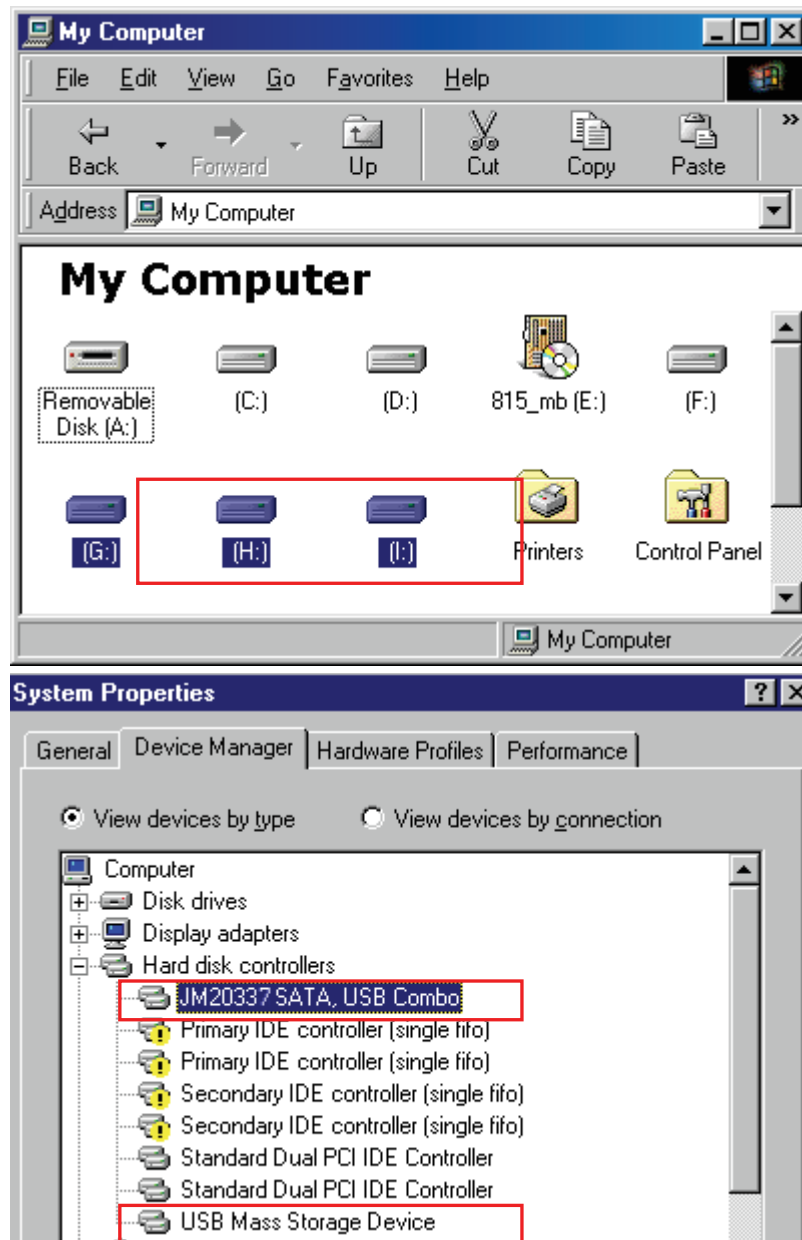 My Computer
File Edit View Go Favorites Help
Back Forward Up Cut Copy Paste »
Address My Computer
My Computer
Removable Disk (A:) (C:) (D:) 815_mb (E:) (F:)
(G:) (H:) (I:) Printers Control Panel
My Computer
System Properties
General Device Manager Hardware Profiles Performance
View devices by type View devices by connection
Computer
Disk drives
Display adapters
Hard disk controllers
JM20337 SATA, USB Combo
Primary IDE controller (single fifo)
Primary IDE controller (single fifo)
Secondary IDE controller (single fifo)
Secondary IDE controller (single fifo)
Standard Dual PCI IDE Controller
Standard Dual PCI IDE Controller
USB Mass Storage Device